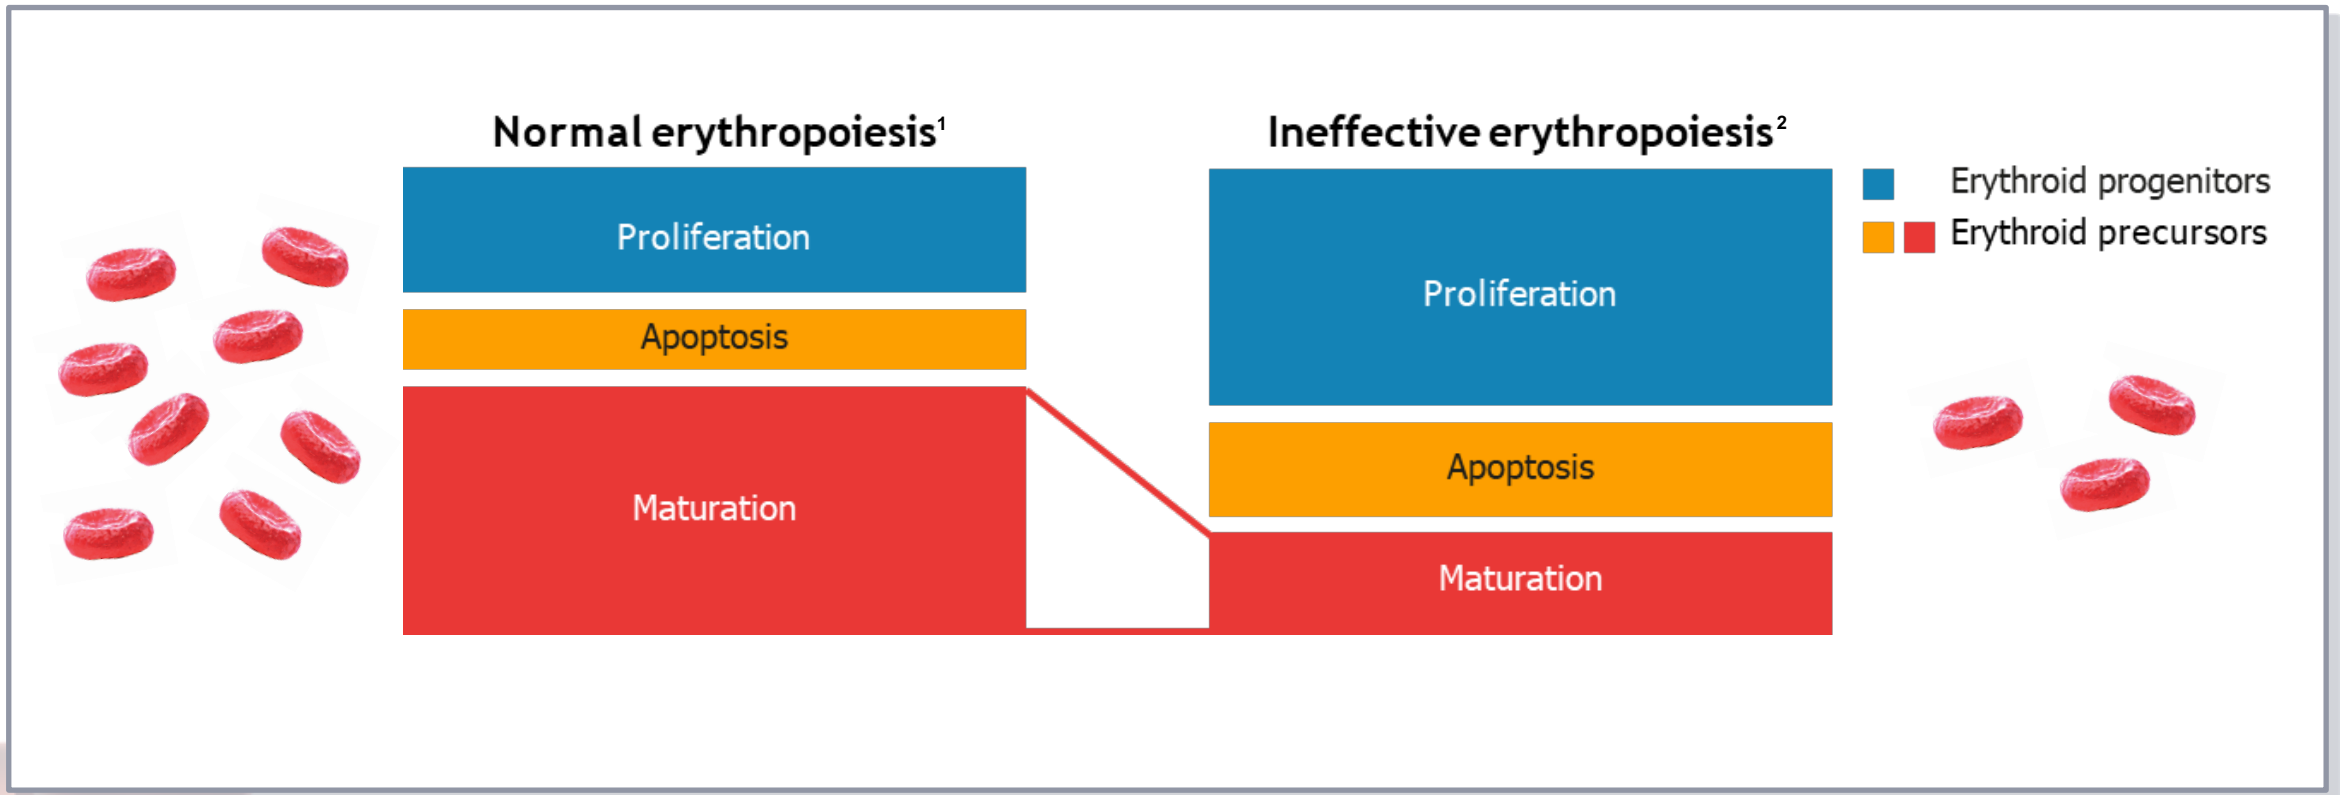 Normal erythropoiesis¹
Proliferation
Apoptosis
Maturation
Ineffective erythropoiesis²
Proliferation
Apoptosis
Maturation
Erythroid progenitors
Erythroid precursors